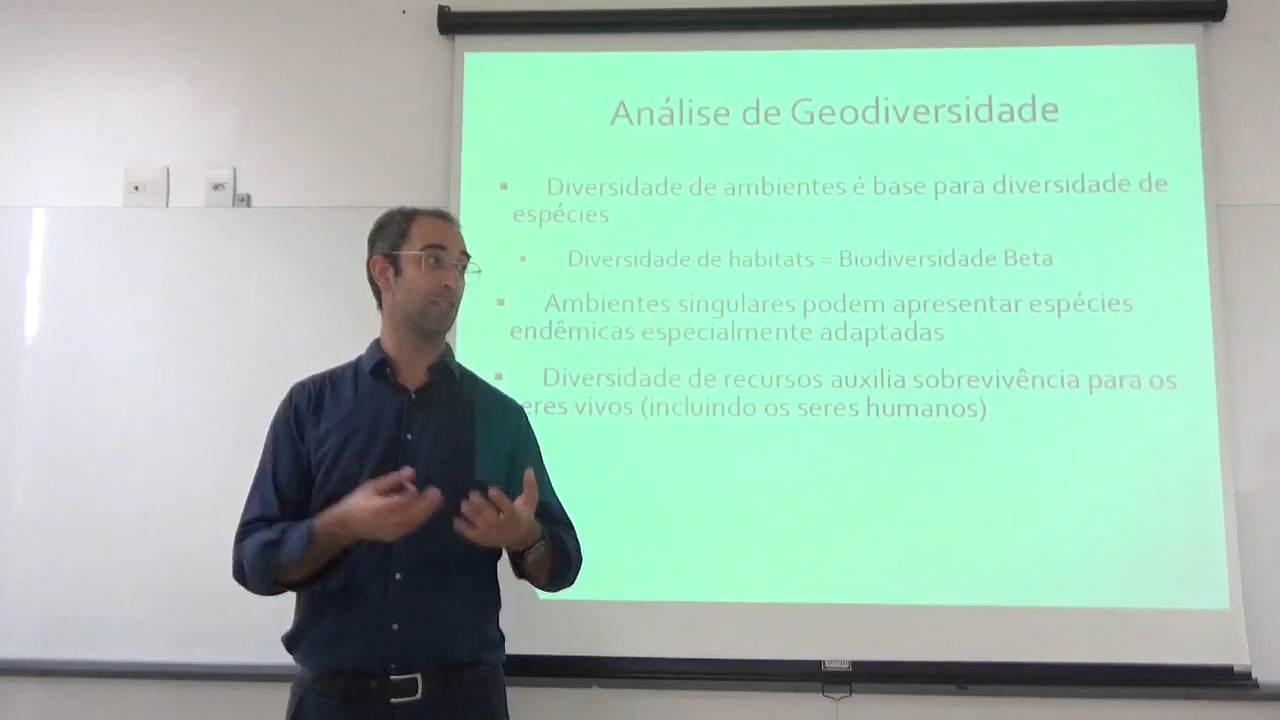 Análise de Geodiversidade
▪ Diversidade de ambientes é base para diversidade de
espécies
• Diversidade de habitats = Biodiversidade Beta
▪ Ambientes singulares podem apresentar espécies
endêmicas especialmente adaptadas
▪ Diversidade de recursos auxilia sobrevivência para os
eres vivos (incluindo os seres humanos)